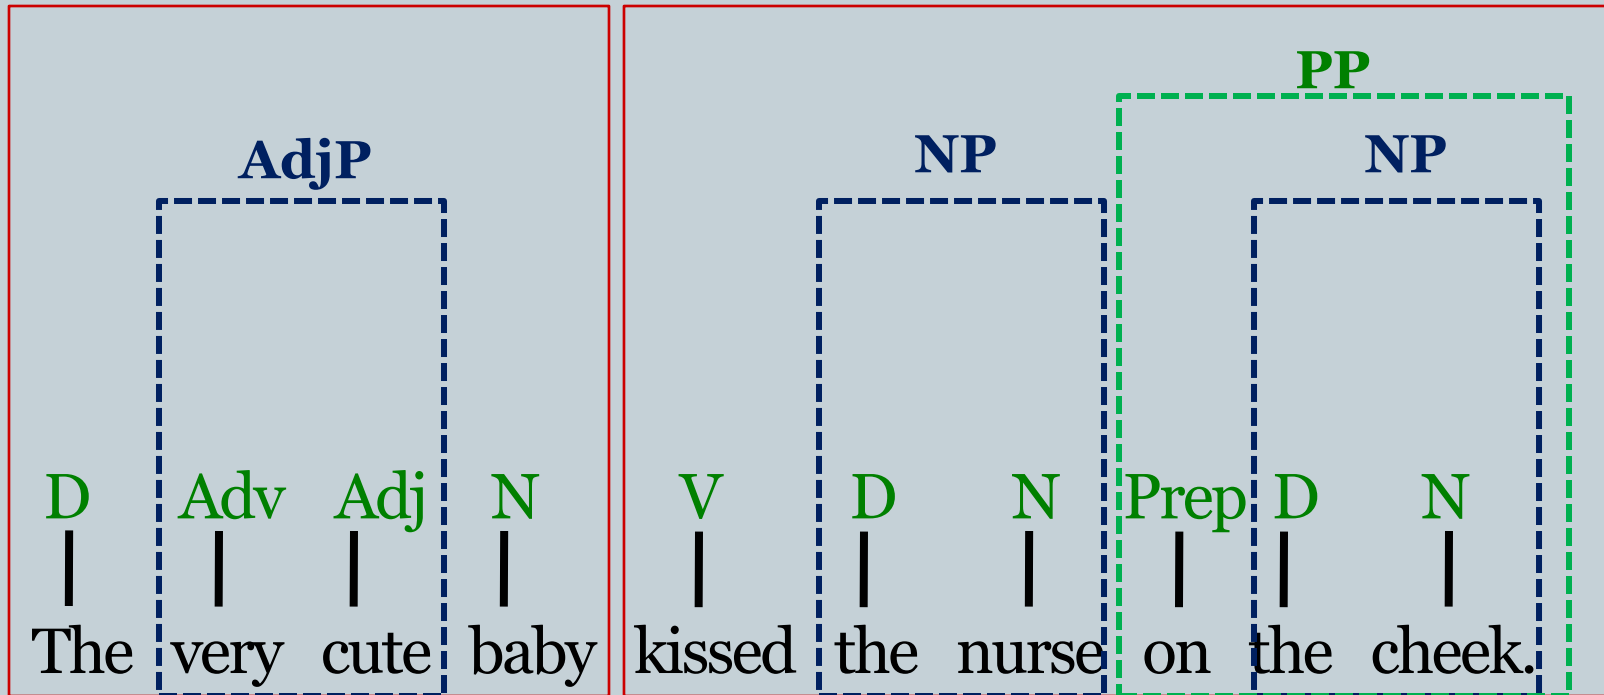 PP
AdjP NP NP
D Adv Adj N V D N Prep D N
The very cute baby kissed the nurse on the cheek.